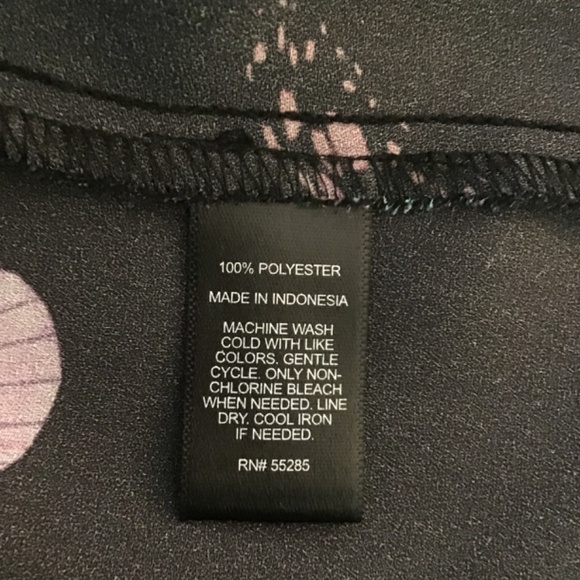 100% POLYESTER
MADE IN INDONESIA
MACHINE WASH
COLD WITH LIKE
COLORS. GENTLE
CYCLE. ONLY NON-
CHLORINE BLEACH
WHEN NEEDED. LINE
DRY. COOL IRON
IF NEEDED.
RN# 55285